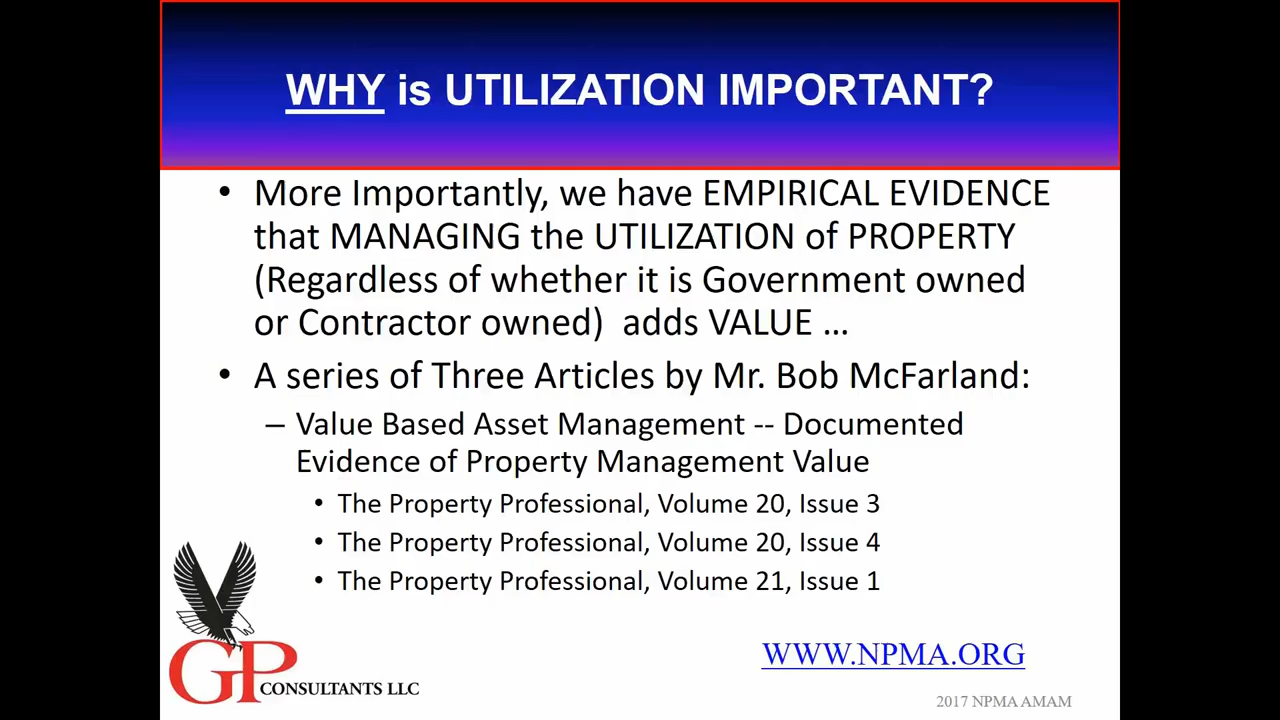 WHY is UTILIZATION IMPORTANT?
• More Importantly, we have EMPIRICAL EVIDENCE
that MANAGING the UTILIZATION of PROPERTY
(Regardless of whether it is Government owned
or Contractor owned)  adds VALUE …
• A series of Three Articles by Mr. Bob McFarland:
– Value Based Asset Management -- Documented
Evidence of Property Management Value
• The Property Professional, Volume 20, Issue 3
• The Property Professional, Volume 20, Issue 4
• The Property Professional, Volume 21, Issue 1
GP CONSULTANTS LLC
WWW.NPMA.ORG
2017 NPMA AMAM